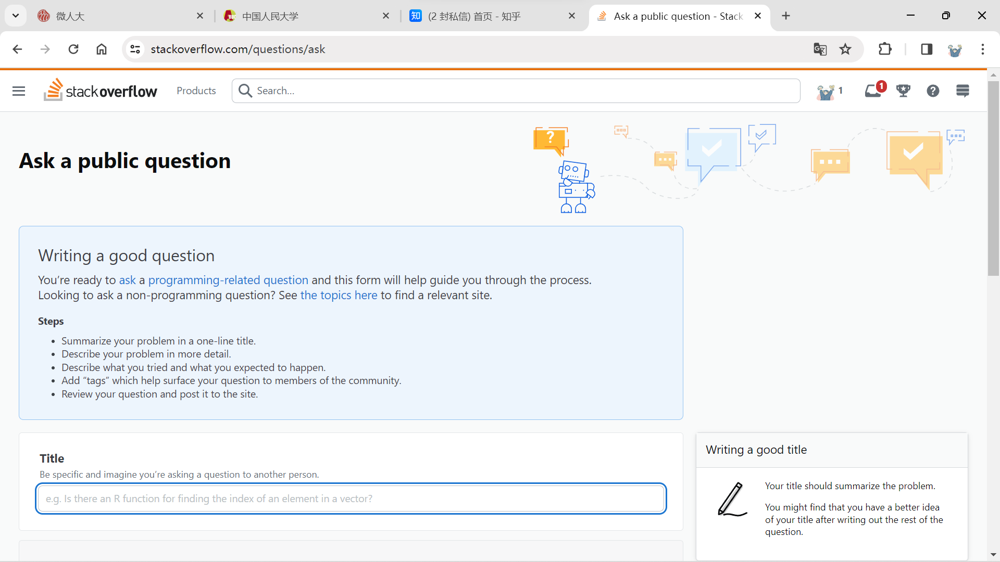 微人大
中国人民大学
(2 封私信) 首页 - 知乎
Ask a public question - Stack
stackoverflow.com/questions/ask
stackoverflow
Products
Search...
1
1
Ask a public question
Writing a good question
You’re ready to ask a programming-related question and this form will help guide you through the process.
Looking to ask a non-programming question? See the topics here to find a relevant site.
Steps
Summarize your problem in a one-line title.
Describe your problem in more detail.
Describe what you tried and what you expected to happen.
Add “tags” which help surface your question to members of the community.
Review your question and post it to the site.
Title
Be specific and imagine you’re asking a question to another person.
e.g. Is there an R function for finding the index of an element in a vector?
Writing a good title
Your title should summarize the problem.
You might find that you have a better idea
of your title after writing out the rest of the
question.